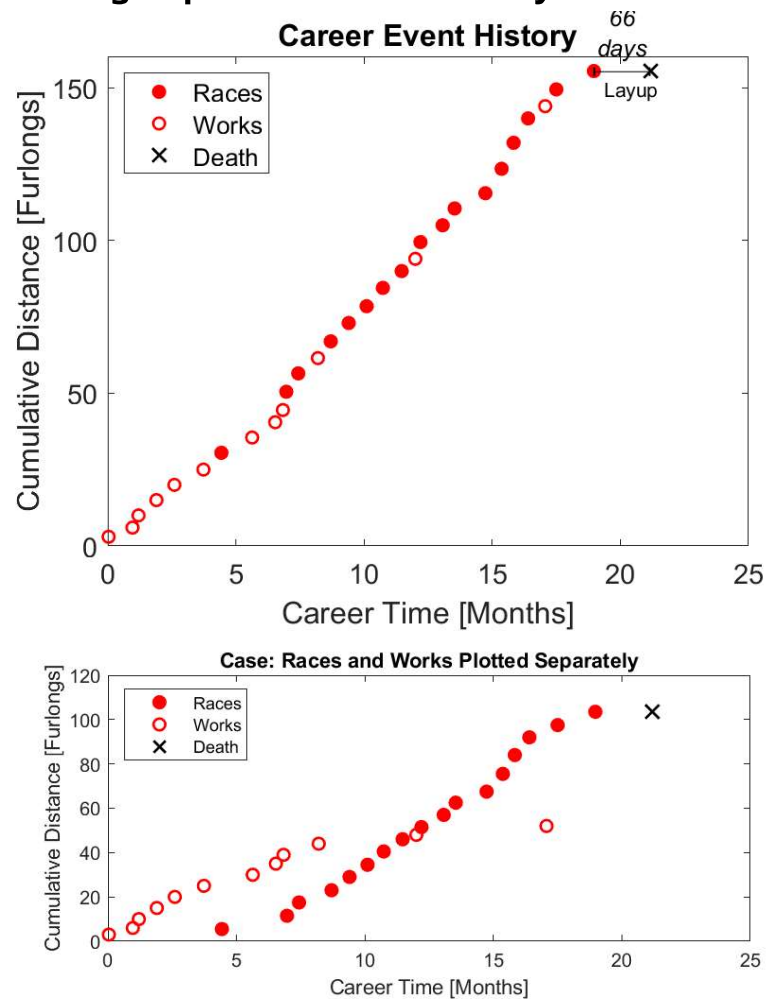 66
days
Career Event History
Layup
Races
Works
Death
150
100
50
0
Cumulative Distance [Furlongs]
0 5 10 15 20 25
Career Time [Months]
Case: Races and Works Plotted Separately
Races
Works
Death
120
100
80
60
40
20
0
Cumulative Distance [Furlongs]
0 5 10 15 20 25
Career Time [Months]